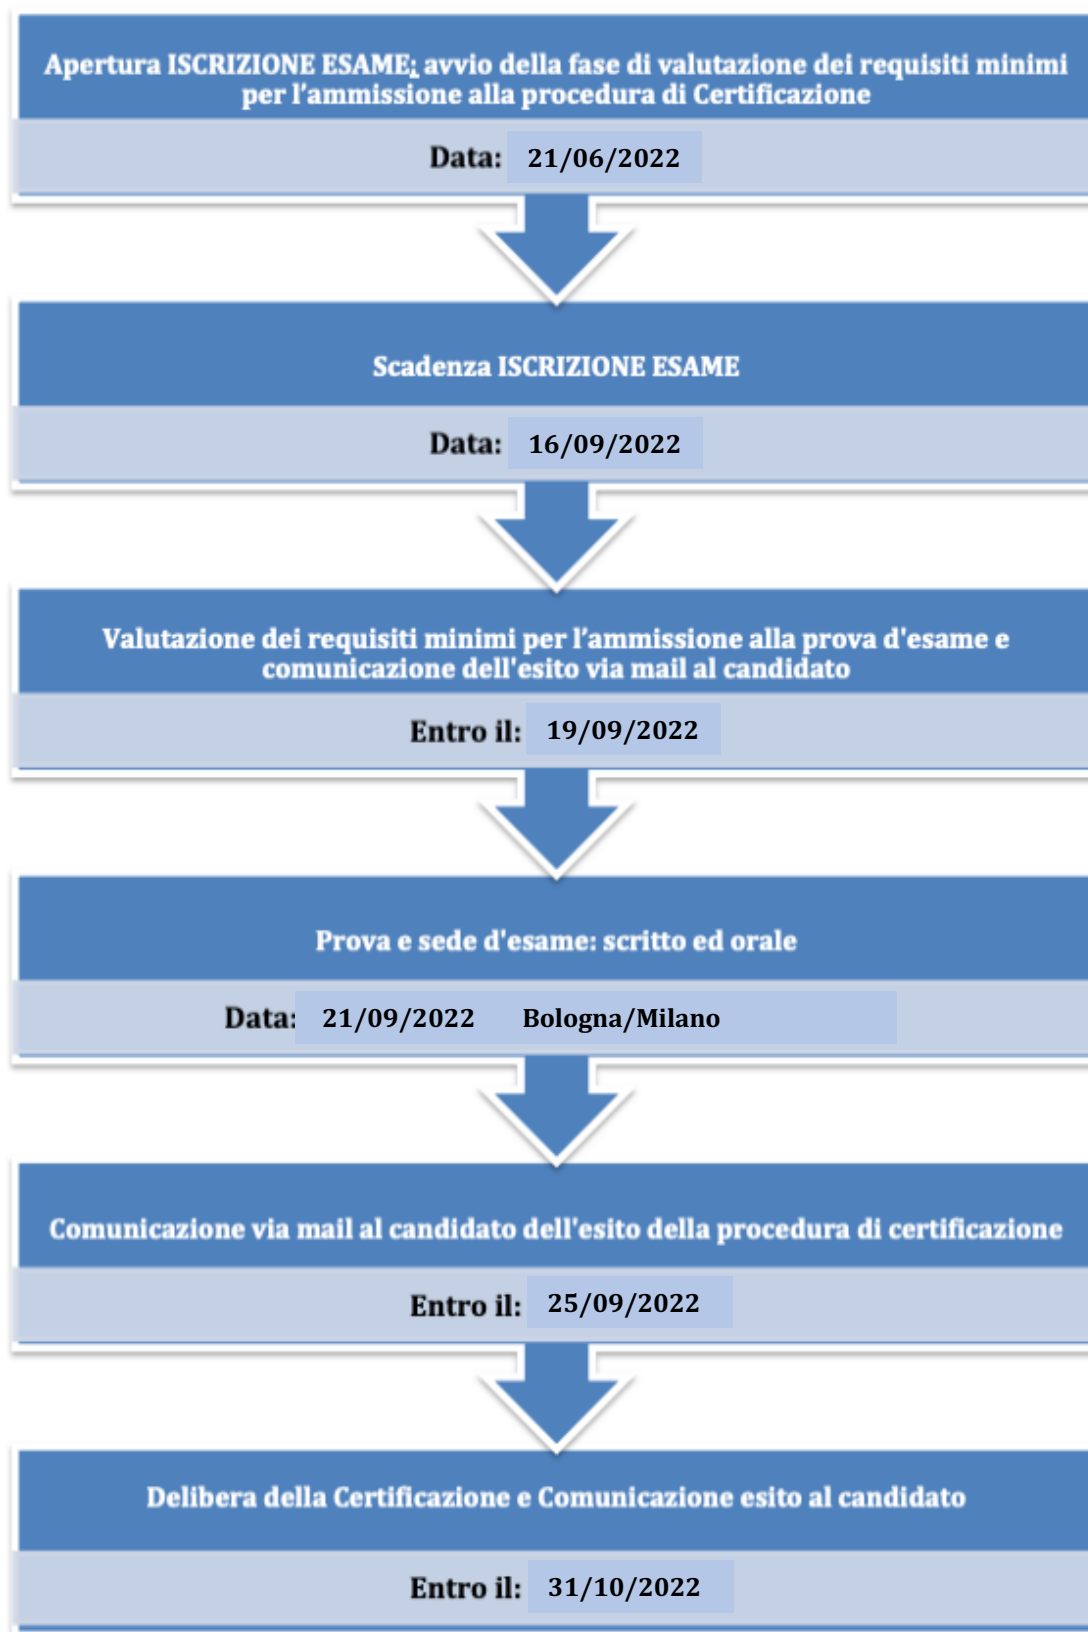 Apertura ISCRIZIONE ESAME; avvio della fase di valutazione dei requisiti minimi
per l'ammissione alla procedura di Certificazione
Data: 21/06/2022
Scadenza ISCRIZIONE ESAME
Data: 16/09/2022
Valutazione dei requisiti minimi per l'ammissione alla prova d'esame e
comunicazione dell'esito via mail al candidato
Entro il: 19/09/2022
Prova e sede d'esame: scritto ed orale
Data: 21/09/2022 Bologna/Milano
Comunicazione via mail al candidato dell'esito della procedura di certificazione
Entro il: 25/09/2022
Delibera della Certificazione e Comunicazione esito al candidato
Entro il: 31/10/2022